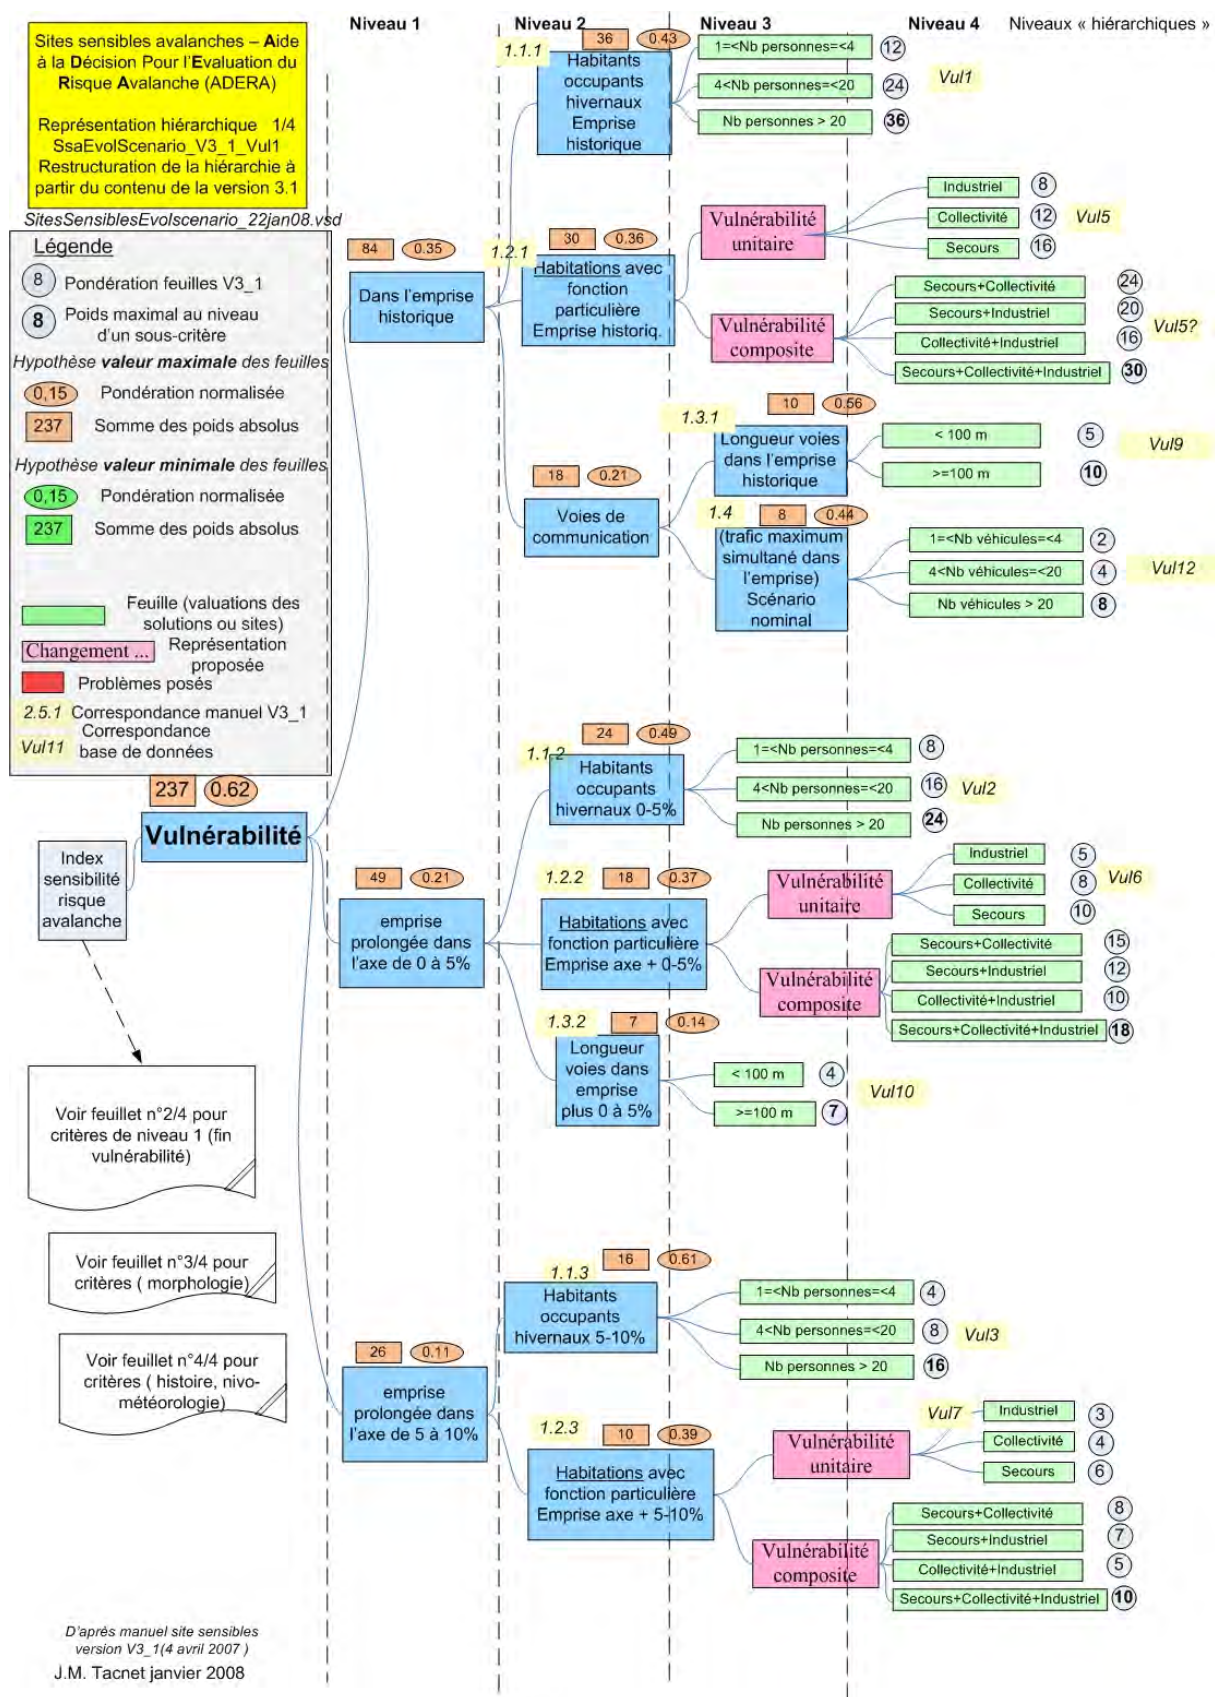 Niveau 1
Niveau 2
Niveau 3
Niveau 4
Niveaux « hiérarchiques »
Sites sensibles avalanches – Aide
à la Décision Pour l'Evaluation du
Risque Avalanche (ADERA)
Représentation hiérarchique 1/4
SsaEvolScenario_V3_1_Vul1
Restructuration de la hiérarchie à
partir du contenu de la version 3.1
SitesSensiblesEvolscenario_22jan08.vsd
Légende
8 Pondération feuilles V3_1
8 Poids maximal au niveau
d'un sous-critère
Hypothèse valeur maximale des feuilles
0,15 Pondération normalisée
237 Somme des poids absolus
Hypothèse valeur minimale des feuilles
0,15 Pondération normalisée
237 Somme des poids absolus
Feuille (valuations des
solutions ou sites)
Changement ... Représentation
proposée
Problèmes posés
2.5.1 Correspondance manuel V3_1
Correspondance
Vul11 base de données
237 0.62
Vulnérabilité
Index
sensibilité
risque
avalanche
Voir feuillet n°2/4 pour
critères de niveau 1 (fin
vulnérabilité)
Voir feuillet n°3/4 pour
critères ( morphologie)
Voir feuillet n°4/4 pour
critères ( histoire, nivo-
météorologie)
D'après manuel site sensibles
version V3_1(4 avril 2007 )
J.M. Tacnet janvier 2008
84 0.35
Dans l'emprise
historique
1.1.1
36 0.43
Habitants
occupants
hivernaux
Emprise
historique
1=<Nb personnes=<4 12
4<Nb personnes=<20 24
Nb personnes > 20 36
Vul1
1.2.1
30 0.36
Habitations avec
fonction
particulière
Emprise historiq.
Vulnérabilité
unitaire
Industriel 8
Collectivité 12
Secours 16
Vul5
Vulnérabilité
composite
Secours+Collectivité 24
Secours+Industriel 20
Collectivité+Industriel 16
Secours+Collectivité+Industriel 30
Vul5?
18 0.21
Voies de
communication
1.3.1
10 0.56
Longueur voies
dans l'emprise
historique
< 100 m 5
>=100 m 10
Vul9
1.4
8 0.44
(trafic maximum
simultané dans
l'emprise)
Scénario
nominal
1=<Nb véhicules=<4 2
4<Nb véhicules=<20 4
Nb véhicules > 20 8
Vul12
49 0.21
emprise
prolongée dans
l'axe de 0 à 5%
1.1.2
24 0.49
Habitants
occupants
hivernaux 0-5%
1=<Nb personnes=<4 8
4<Nb personnes=<20 16
Nb personnes > 20 24
Vul2
1.2.2
18 0.37
Habitations avec
fonction particulière
Emprise axe + 0-5%
Vulnérabilité
unitaire
Industriel 5
Collectivité 8
Secours 10
Vul6
Vulnérabilité
composite
Secours+Collectivité 15
Secours+Industriel 12
Collectivité+Industriel 10
Secours+Collectivité+Industriel 18
1.3.2
7 0.14
Longueur
voies dans
emprise
plus 0 à 5%
< 100 m 4
>=100 m 7
Vul10
26 0.11
emprise
prolongée dans
l'axe de 5 à 10%
1.1.3
16 0.61
Habitants
occupants
hivernaux 5-10%
1=<Nb personnes=<4 4
4<Nb personnes=<20 8
Nb personnes > 20 16
Vul3
1.2.3
10 0.39
Habitations avec
fonction particulière
Emprise axe + 5-10%
Vulnérabilité
unitaire
Vul7
Industriel 3
Collectivité 4
Secours 6
Vulnérabilité
composite
Secours+Collectivité 8
Secours+Industriel 7
Collectivité+Industriel 5
Secours+Collectivité+Industriel 10